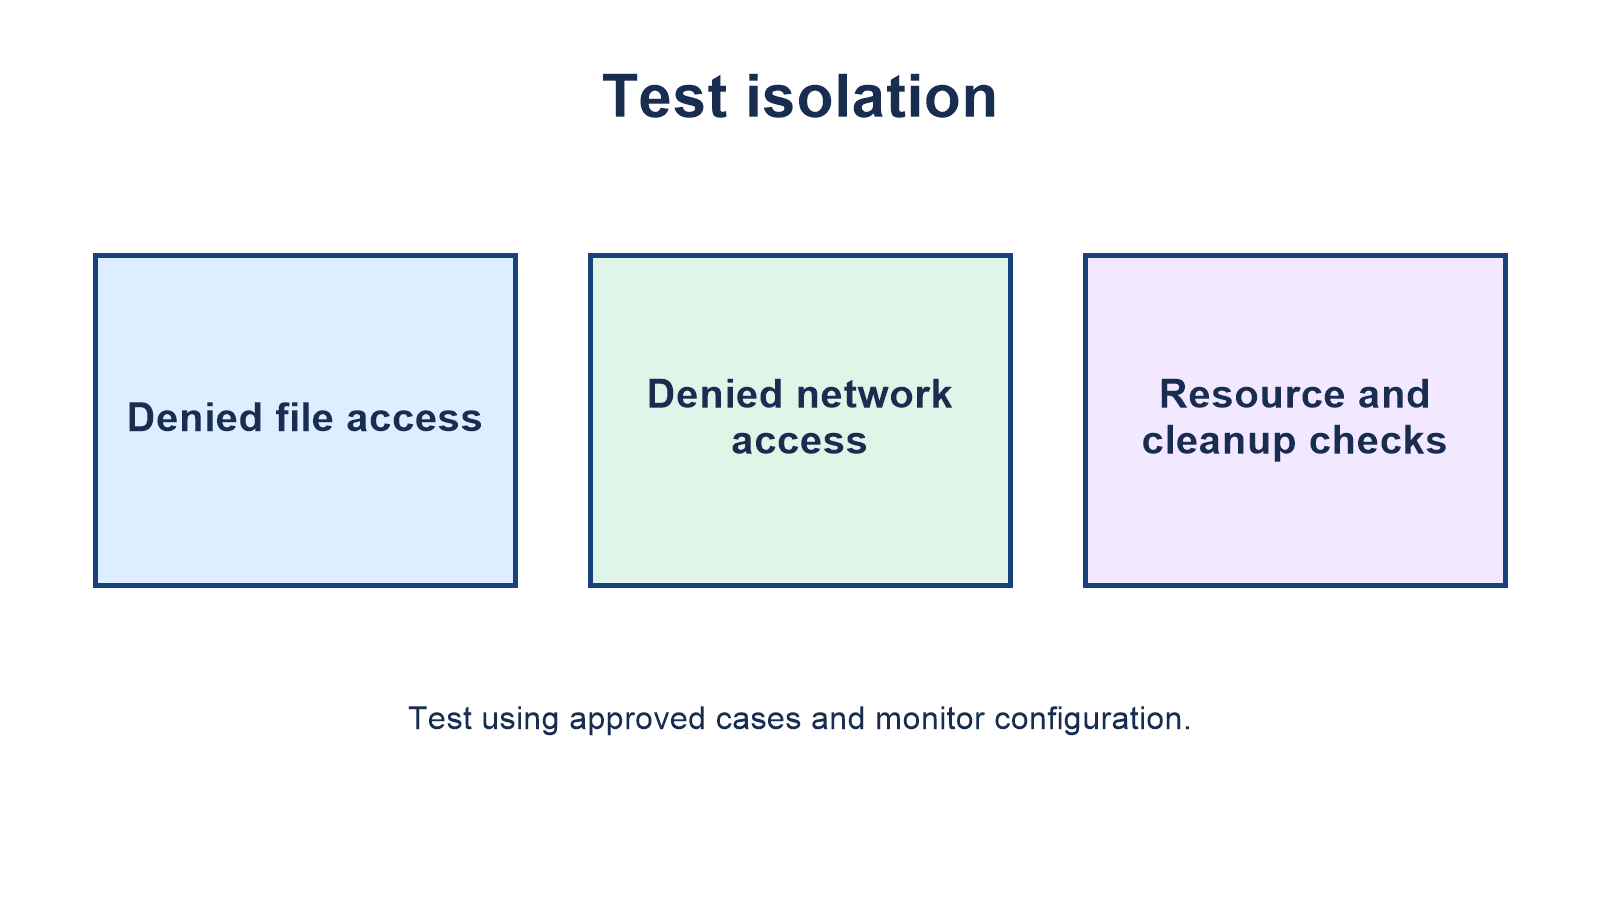 Test isolation
Denied file access
Denied network
access
Resource and
cleanup checks
Test using approved cases and monitor configuration.